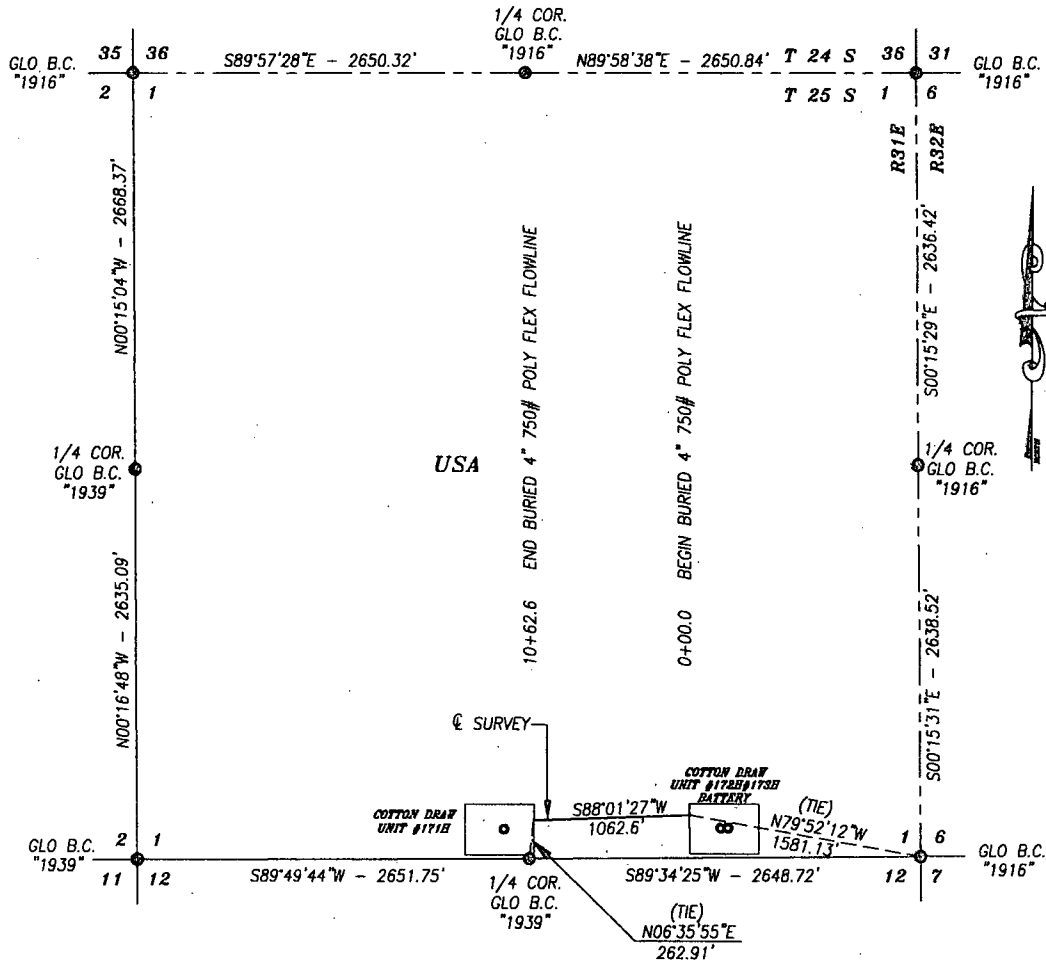 1/4 COR.
GLO B.C.
"1916"
35 36
GLO B.C.
"1916"
2 1
S89°57'28"E - 2650.32'
N89°58'38"E - 2650.84'
T 24 S 36 31
T 25 S 1 6
GLO B.C.
"1916"
R31E
R32E
N00°15'04"W - 2668.37'
S00°15'29"E - 2636.42'
10+62.6 END BURIED 4" 750# POLY FLEX FLOWLINE
0+00.0 BEGIN BURIED 4" 750# POLY FLEX FLOWLINE
NORTH
1/4 COR.
GLO B.C.
"1939"
USA
1/4 COR.
GLO B.C.
"1916"
N00°16'48"W - 2635.09'
S00°15'31"E - 2638.52'
℄ SURVEY
COTTON DRAW
UNIT #171H
S88°01'27"W
1062.6'
COTTON DRAW
UNIT #172H#173H
BATTERY
(TIE)
N79°52'12"W
1581.13'
GLO B.C.
"1939"
2 1
11 12
S89°49'44"W - 2651.75'
1/4 COR.
GLO B.C.
"1939"
S89°34'25"W - 2648.72'
1 6
12 7
GLO B.C.
"1916"
(TIE)
N06°35'55"E
262.91'